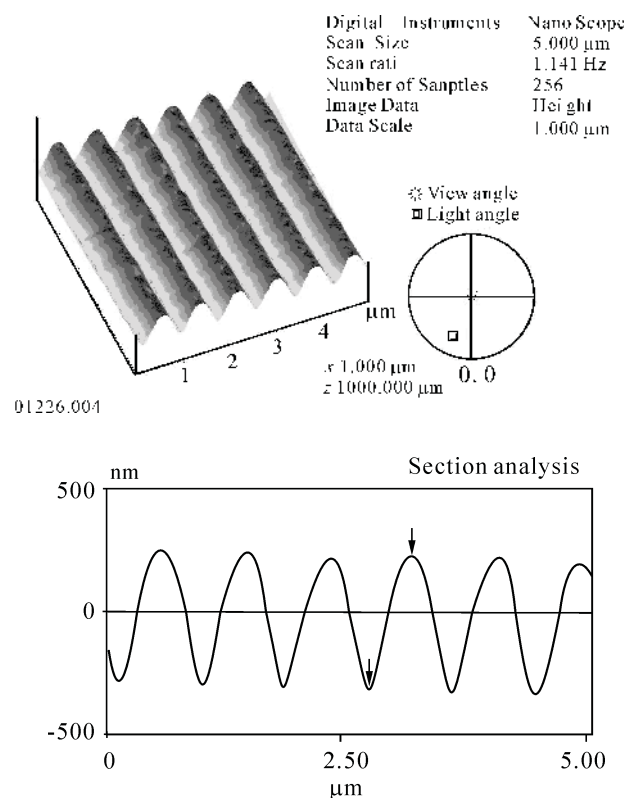 Digital Instruments Nano Scope
Scan Size 5.000 μm
Scan rati 1.141 Hz
Number of Sanptles 256
Image Data Hei ght
Data Scale 1.000 μm
View angle
Light angle
μm
1 2 3 4
x 1.000 μm
z 1000.000 μm
0. 0
01226.004
nm Section analysis
500
0
-500
0 2.50 5.00
μm